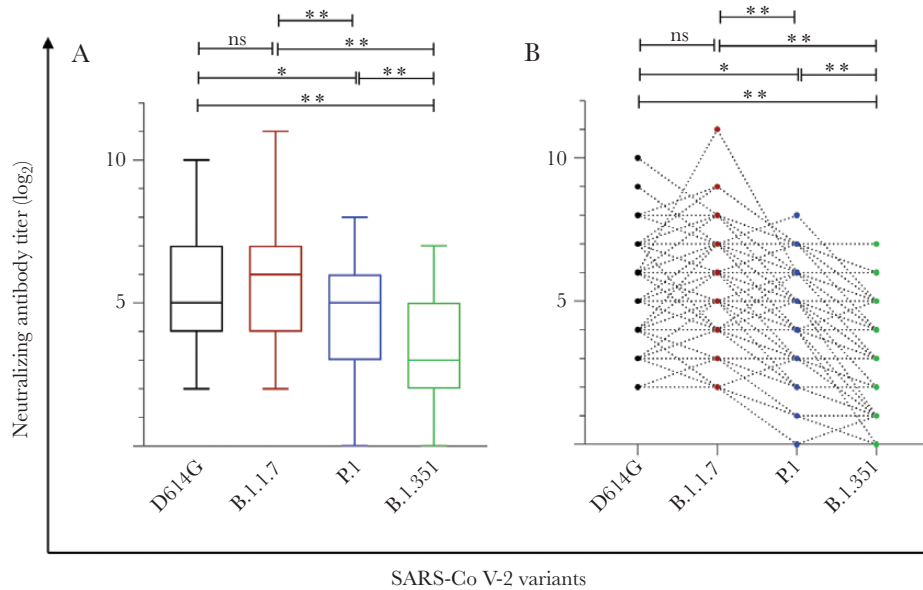 A
B
* *
* *
ns
* *
ns
* *
*
* *
*
* *
* *
* *
Neutralizing antibody titer (log2)
10
5
10
5
D614G
B.1.1.7
P.1
B.1.351
D614G
B.1.1.7
P.1
B.1.351
SARS-Co V-2 variants